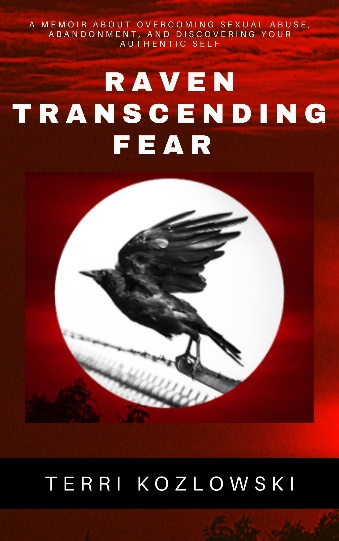 A MEMOIR ABOUT OVERCOMING SEXUAL ABUSE,
ABANDONMENT, AND DISCOVERING YOUR
AUTHENTIC SELF
RAVEN
TRANSCENDING
FEAR
TERRI KOZLOWSKI